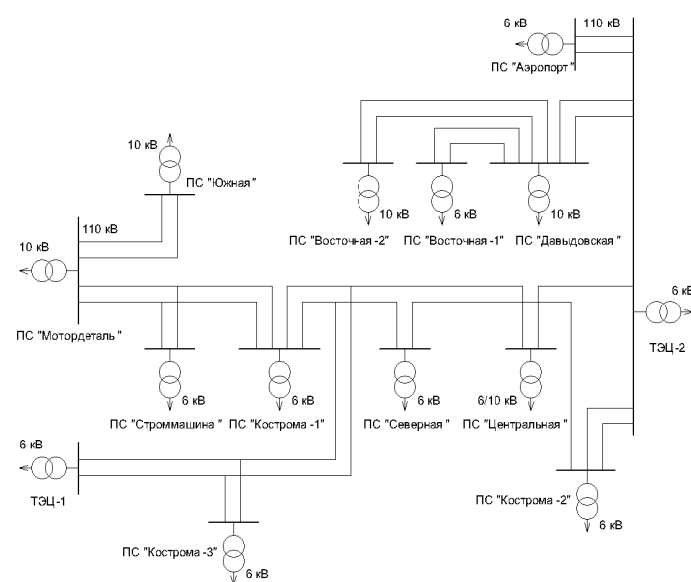 6 кВ
110 кВ
ПС "Аэропорт"
10 кВ
ПС "Южная"
110 кВ
10 кВ
ПС "Мотордеталь"
10 кВ
6 кВ
10 кВ
ПС "Восточная-2"
ПС "Восточная-1"
ПС "Давыдовская"
6 кВ
ТЭЦ-2
6 кВ
6 кВ
6 кВ
6/10 кВ
ПС "Строммашина"
ПС "Кострома-1"
ПС "Северная"
ПС "Центральная"
6 кВ
ТЭЦ-1
ПС "Кострома-2"
6 кВ
ПС "Кострома-3"
6 кВ